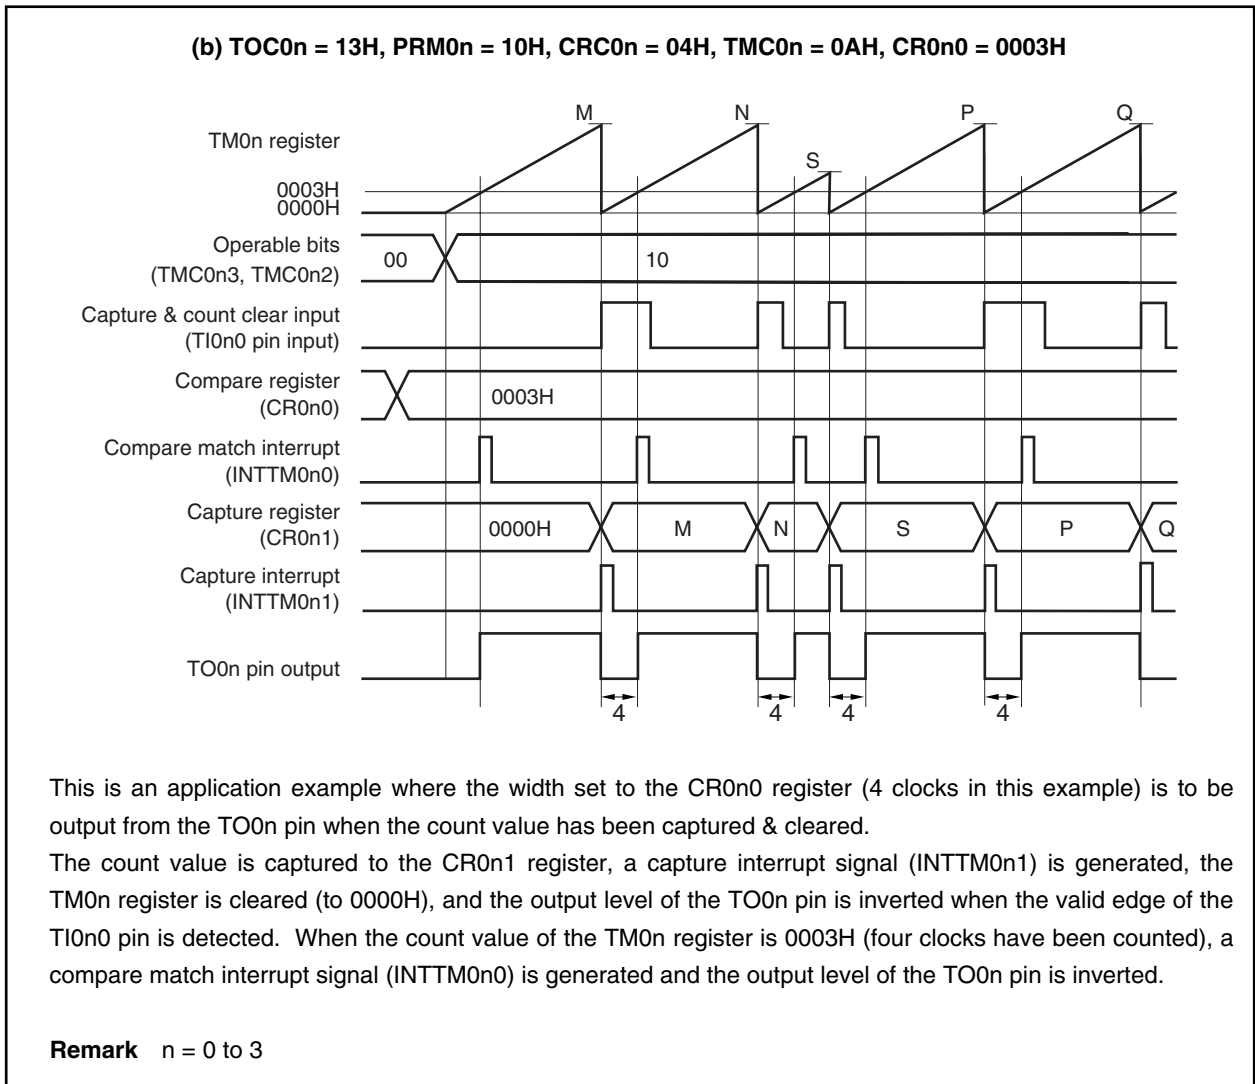 (b) TOC0n = 13H, PRM0n = 10H, CRC0n = 04H, TMC0n = 0AH, CR0n0 = 0003H
M
N
S
P
Q
TM0n register
0003H
0000H
Operable bits
(TMC0n3, TMC0n2)
00
10
Capture & count clear input
(TI0n0 pin input)
Compare register
(CR0n0)
0003H
Compare match interrupt
(INTTM0n0)
Capture register
(CR0n1)
0000H
M
N
S
P
Q
Capture interrupt
(INTTM0n1)
TO0n pin output
4
4
4
4
This is an application example where the width set to the CR0n0 register (4 clocks in this example) is to be
output from the TO0n pin when the count value has been captured & cleared.
The count value is captured to the CR0n1 register, a capture interrupt signal (INTTM0n1) is generated, the
TM0n register is cleared (to 0000H), and the output level of the TO0n pin is inverted when the valid edge of the
TI0n0 pin is detected. When the count value of the TM0n register is 0003H (four clocks have been counted), a
compare match interrupt signal (INTTM0n0) is generated and the output level of the TO0n pin is inverted.
Remark n = 0 to 3